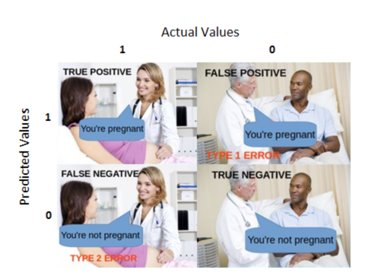 Actual Values
1 0
TRUE POSITIVE FALSE POSITIVE
Predicted Values
1
You're pregnant You're pregnant
TYPE 1 ERROR
FALSE NEGATIVE TRUE NEGATIVE
0
You're not pregnant You're not pregnant
TYPE 2 ERROR